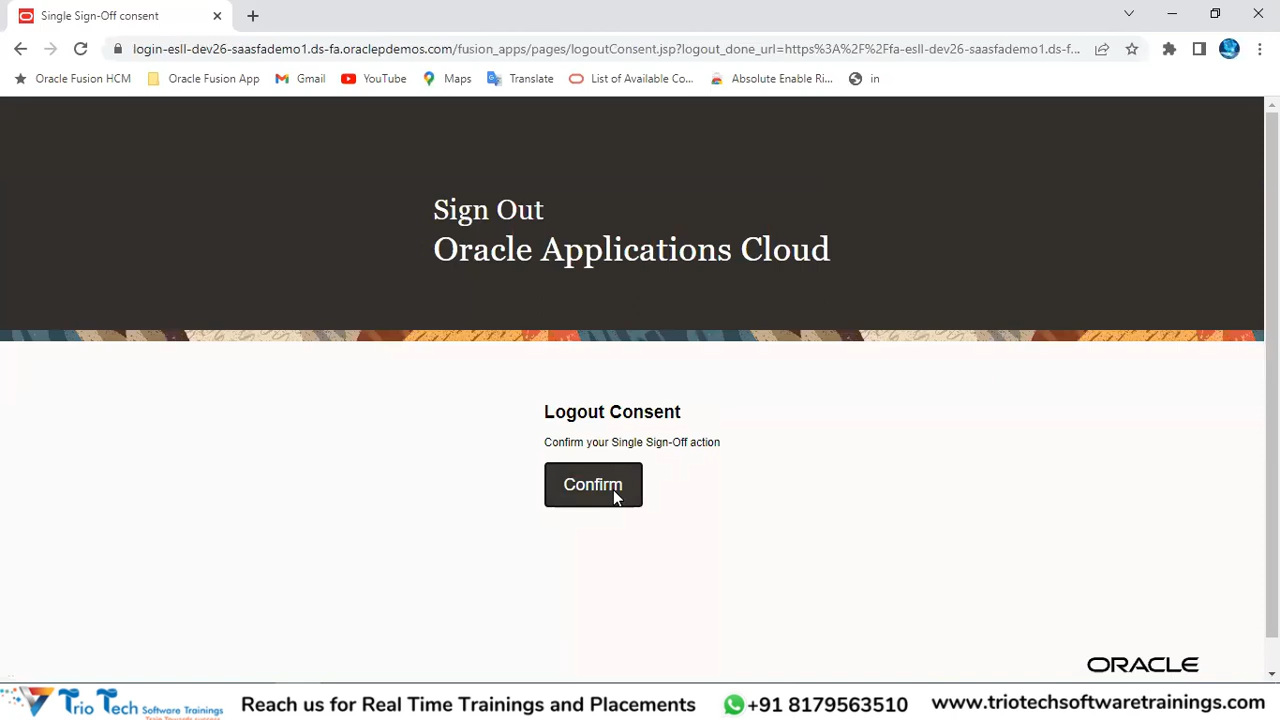 Single Sign-Off consent
login-esll-dev26-saasfademo1.ds-fa.oraclepdemos.com/fusion_apps/pages/logoutConsent.jsp?logout_done_url=https%3A%2F%2Ffa-esll-dev26-saasfademo1.ds-f...
Oracle Fusion HCM Oracle Fusion App Gmail YouTube Maps Translate List of Available Co... Absolute Enable Ri... in
Sign Out
Oracle Applications Cloud
Logout Consent
Confirm your Single Sign-Off action
Confirm
ORACLE
Trio Tech Software Trainings
Train Towards success
Reach us for Real Time Trainings and Placements
+91 8179563510
www.triotechsoftwaretrainings.com